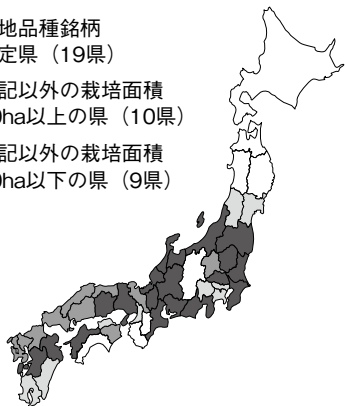 地品種銘柄
定県（19県）
記以外の栽培面積
0ha以上の県（10県）
記以外の栽培面積
0ha以下の県（9県）